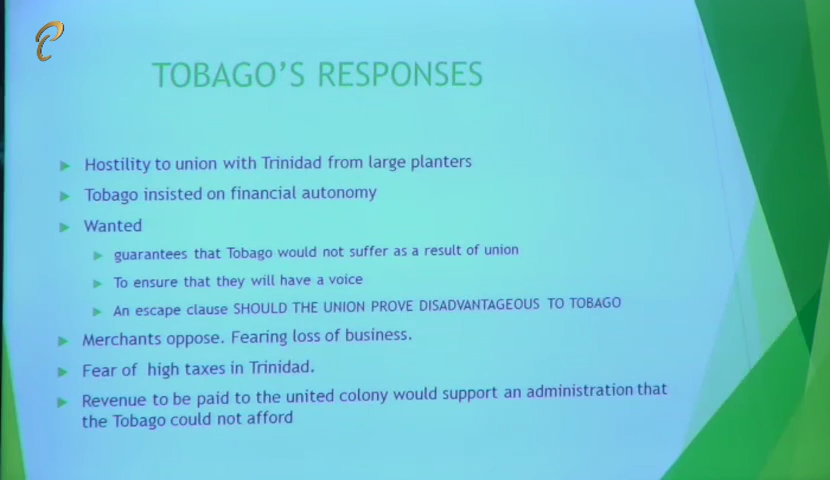 TOBAGO'S RESPONSES
Hostility to union with Trinidad from large planters
Tobago insisted on financial autonomy
Wanted
guarantees that Tobago would not suffer as a result of union
To ensure that they will have a voice
An escape clause SHOULD THE UNION PROVE DISADVANTAGEOUS TO TOBAGO
Merchants oppose. Fearing loss of business.
Fear of high taxes in Trinidad.
Revenue to be paid to the united colony would support an administration that
the Tobago could not afford